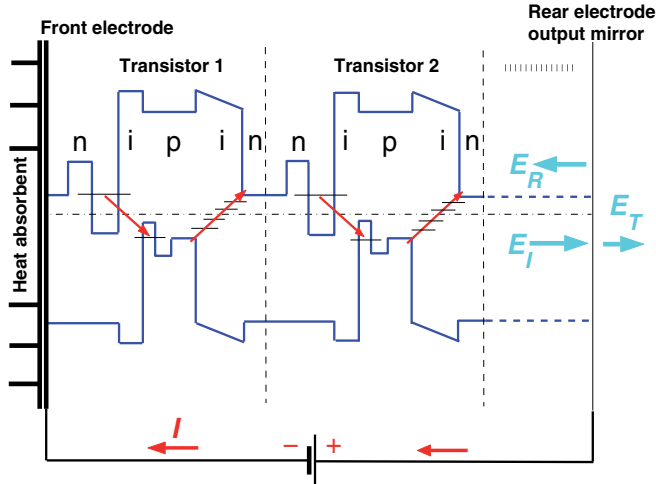 Front electrode
Rear electrode
output mirror
Transistor 1
Transistor 2
n i p i n n i p i n
Heat absorbent
E_R
E_T
E_I
I
− +